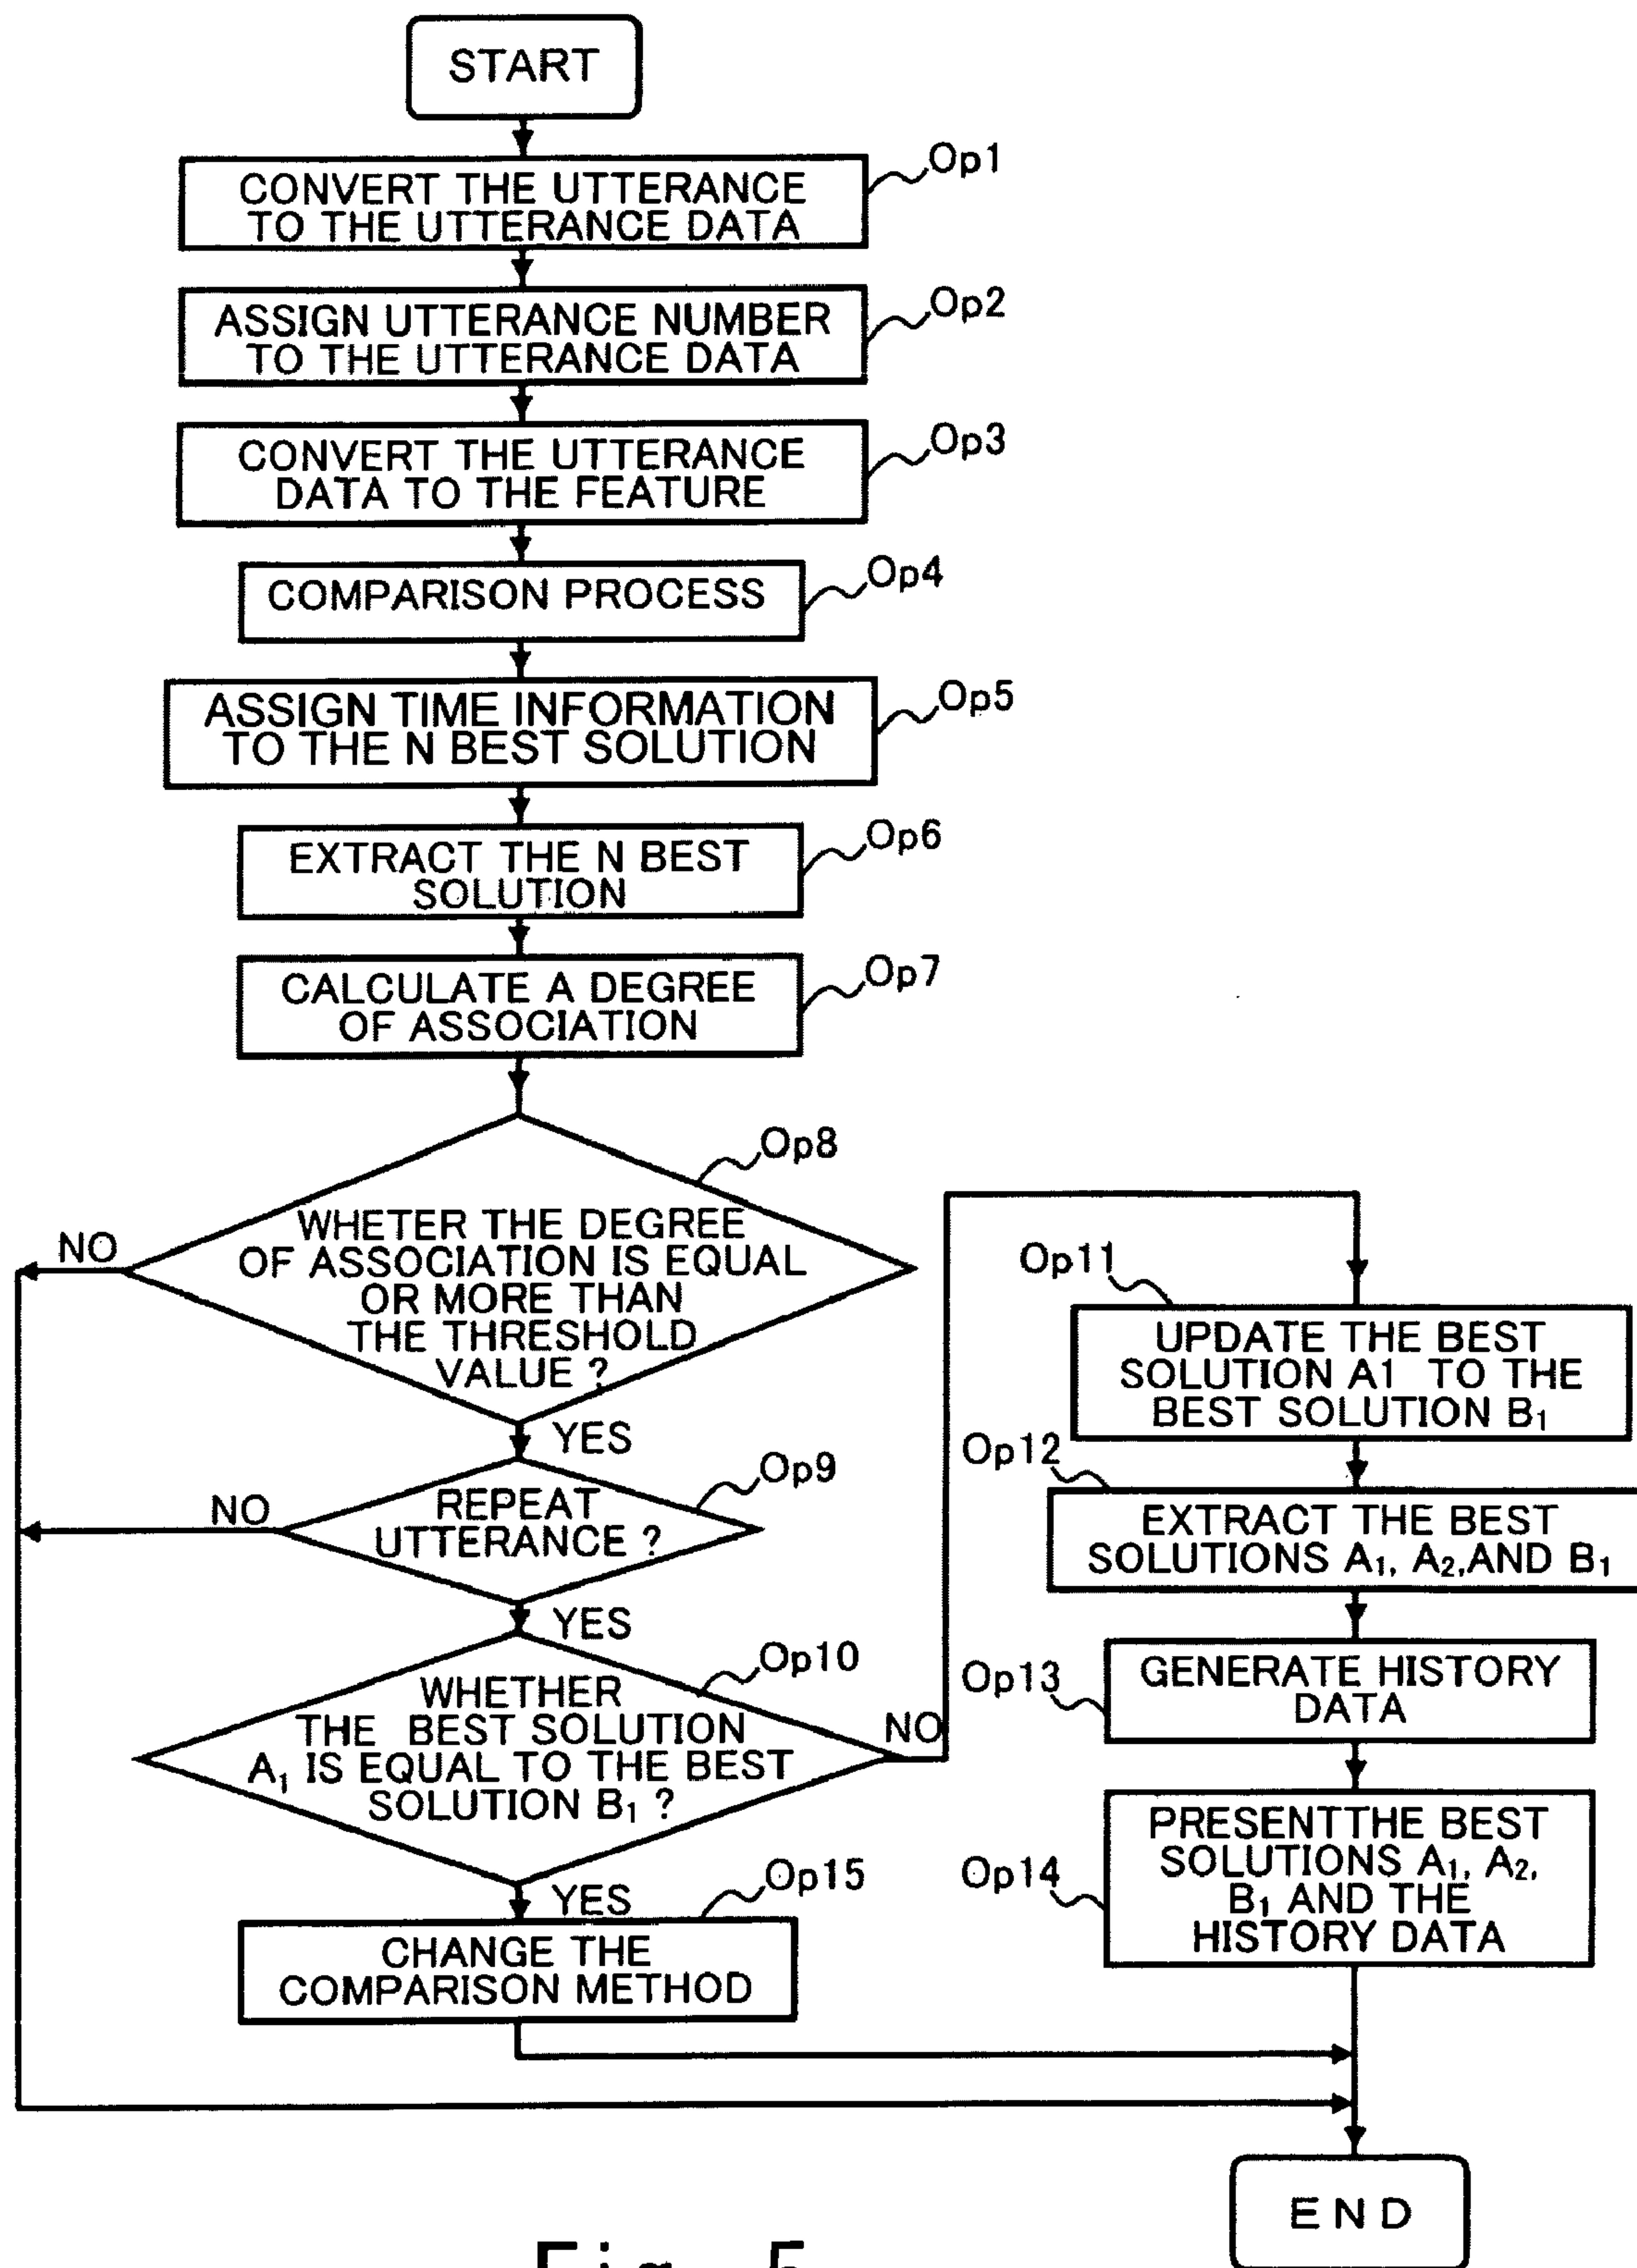 START
Op1
CONVERT THE UTTERANCE
TO THE UTTERANCE DATA
Op2
ASSIGN UTTERANCE NUMBER
TO THE UTTERANCE DATA
Op3
CONVERT THE UTTERANCE
DATA TO THE FEATURE
Op4
COMPARISON PROCESS
Op5
ASSIGN TIME INFORMATION
TO THE N BEST SOLUTION
Op6
EXTRACT THE N BEST
SOLUTION
Op7
CALCULATE A DEGREE
OF ASSOCIATION
Op8
WHETER THE DEGREE
OF ASSOCIATION IS EQUAL
OR MORE THAN
THE THRESHOLD
VALUE ?
NO
YES
Op9
REPEAT
UTTERANCE ?
NO
YES
Op10
WHETHER
THE BEST SOLUTION
A₁ IS EQUAL TO THE BEST
SOLUTION B₁ ?
NO
YES
Op15
CHANGE THE
COMPARISON METHOD
Op11
UPDATE THE BEST
SOLUTION A1 TO THE
BEST SOLUTION B₁
Op12
EXTRACT THE BEST
SOLUTIONS A₁, A₂,AND B₁
Op13
GENERATE HISTORY
DATA
Op14
PRESENTTHE BEST
SOLUTIONS A₁, A₂,
B₁ AND THE
HISTORY DATA
END
Fig. 5